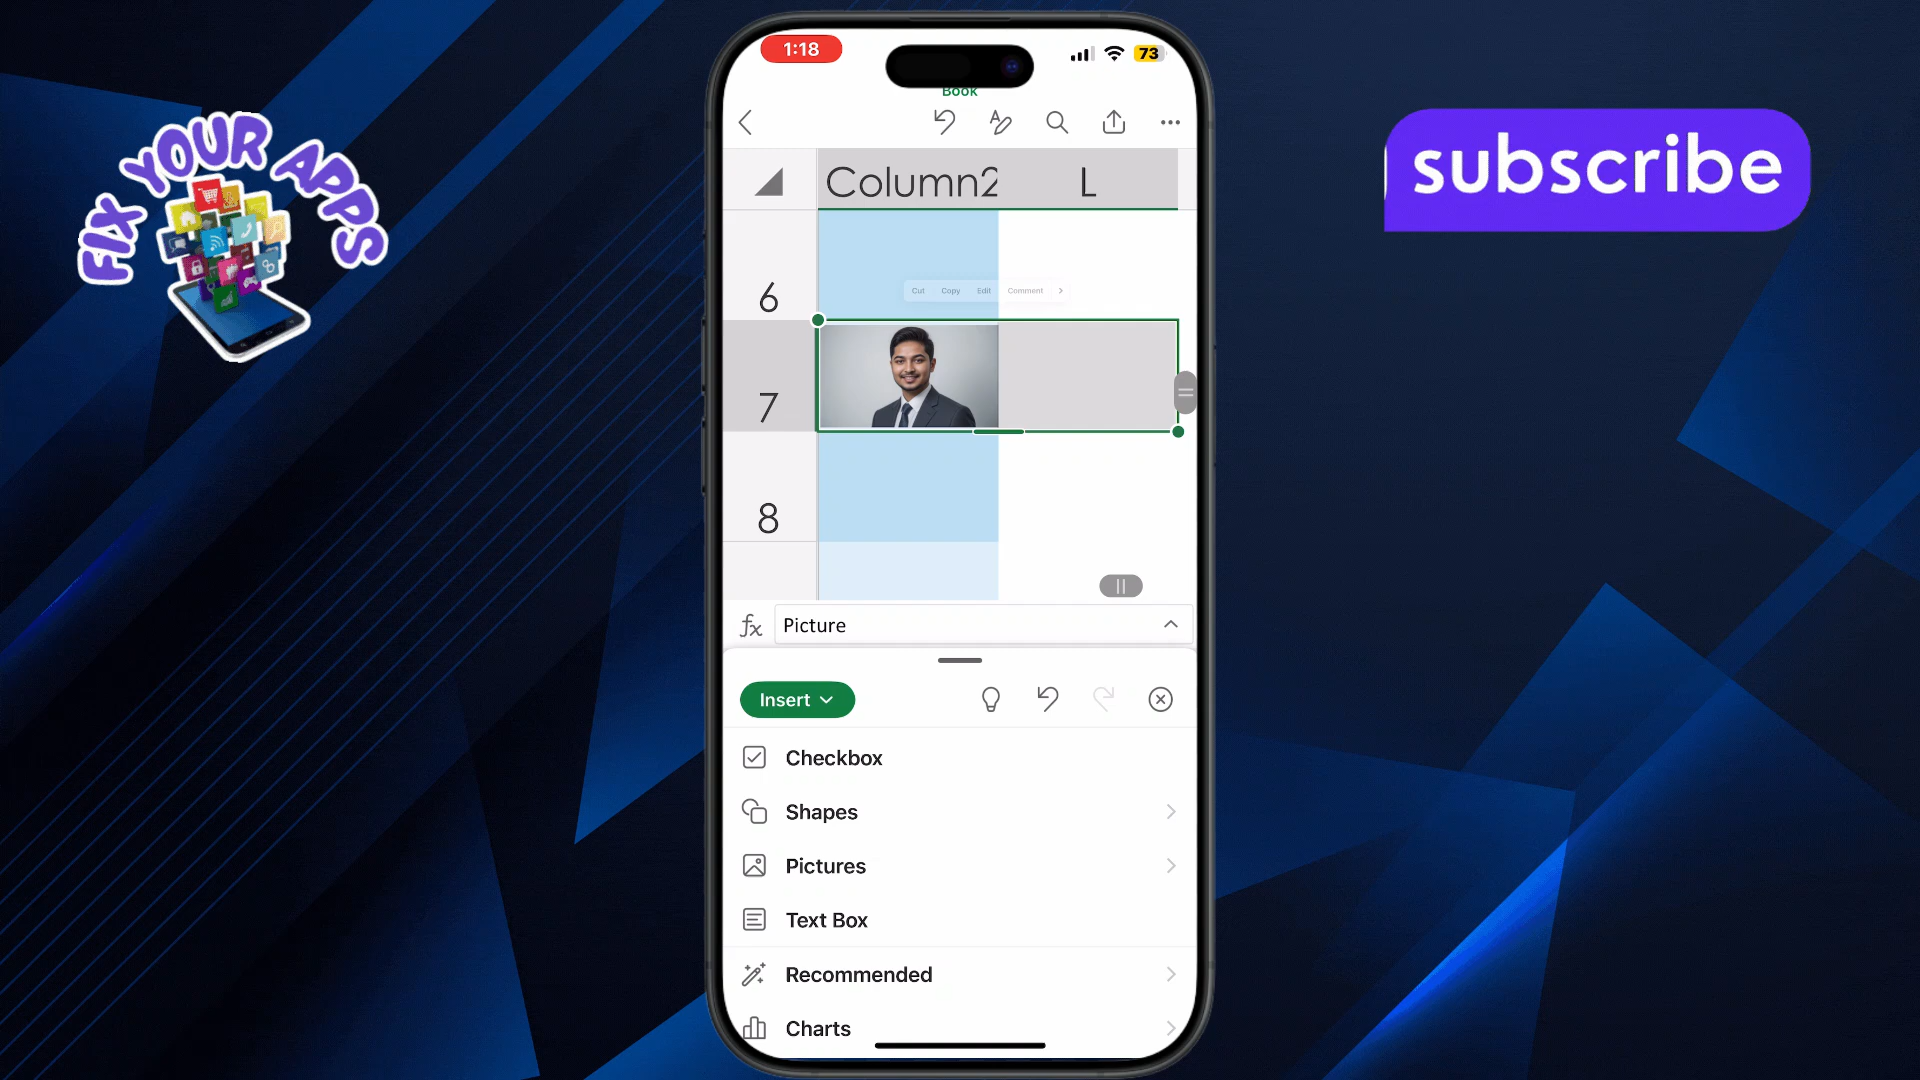 FIX YOUR APPS
subscribe
1:18
73
Book
Column2 L
6
Cut Copy Edit Comment
7
8
fx Picture
Insert
Checkbox
Shapes
Pictures
Text Box
Recommended
Charts